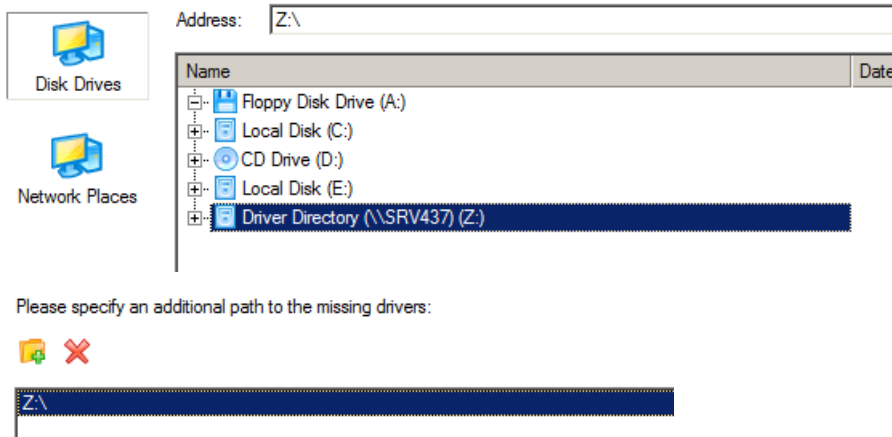 Address: Z:\
Disk Drives
Name Date
Floppy Disk Drive (A:)
Local Disk (C:)
CD Drive (D:)
Local Disk (E:)
Network Places
Driver Directory (\\SRV437) (Z:)
Please specify an additional path to the missing drivers:
Z:\